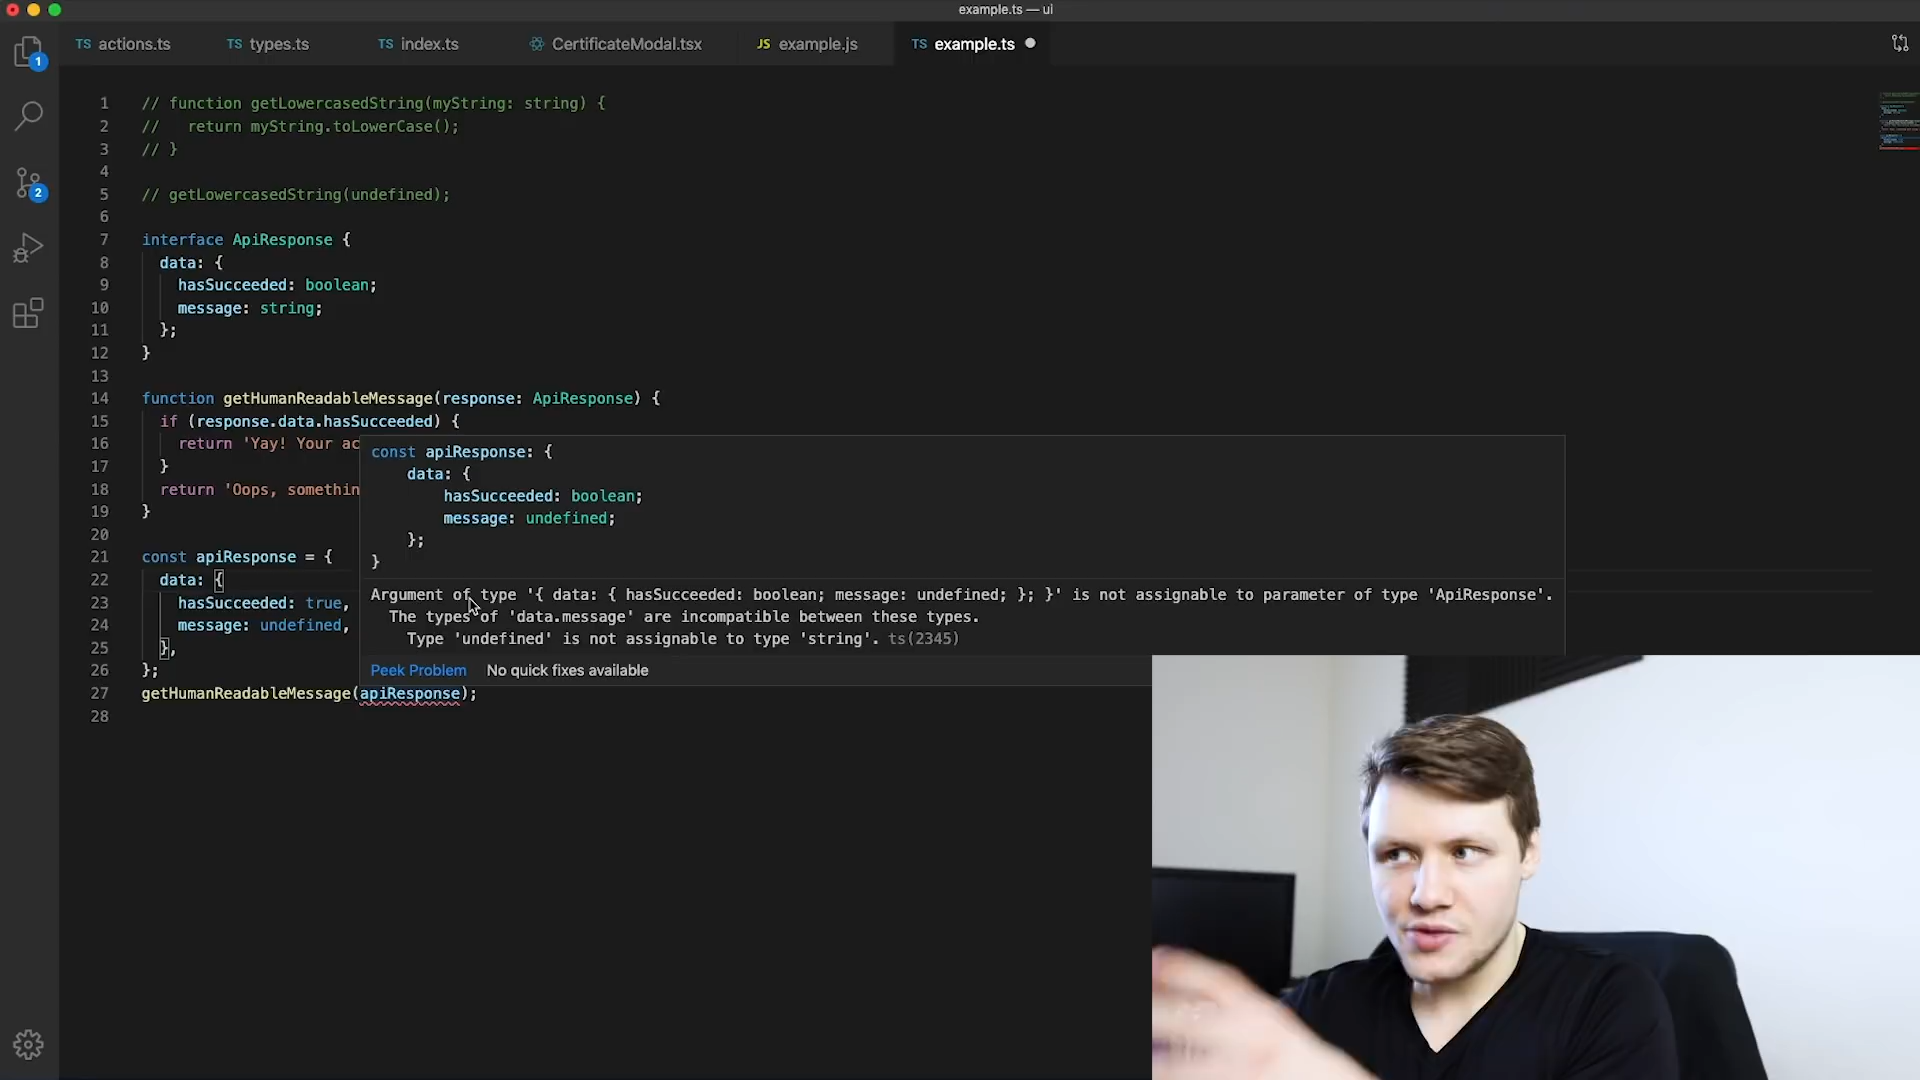 example.ts — ui
TS actions.ts
TS types.ts
TS index.ts
CertificateModal.tsx
JS example.js
TS example.ts
1
2
1 // function getLowercasedString(myString: string) {
2 //   return myString.toLowerCase();
3 // }
4
5 // getLowercasedString(undefined);
6
7 interface ApiResponse {
8   data: {
9     hasSucceeded: boolean;
10     message: string;
11   };
12 }
13
14 function getHumanReadableMessage(response: ApiResponse) {
15   if (response.data.hasSucceeded) {
16     return 'Yay! Your ac
17   }
18   return 'Oops, somethin
19 }
20
21 const apiResponse = {
22   data: {
23     hasSucceeded: true,
24     message: undefined,
25   },
26 };
27 getHumanReadableMessage(apiResponse);
28
const apiResponse: {
    data: {
        hasSucceeded: boolean;
        message: undefined;
    };
}
Argument of type '{ data: { hasSucceeded: boolean; message: undefined; }; }' is not assignable to parameter of type 'ApiResponse'.
  The types of 'data.message' are incompatible between these types.
    Type 'undefined' is not assignable to type 'string'. ts(2345)
Peek Problem No quick fixes available